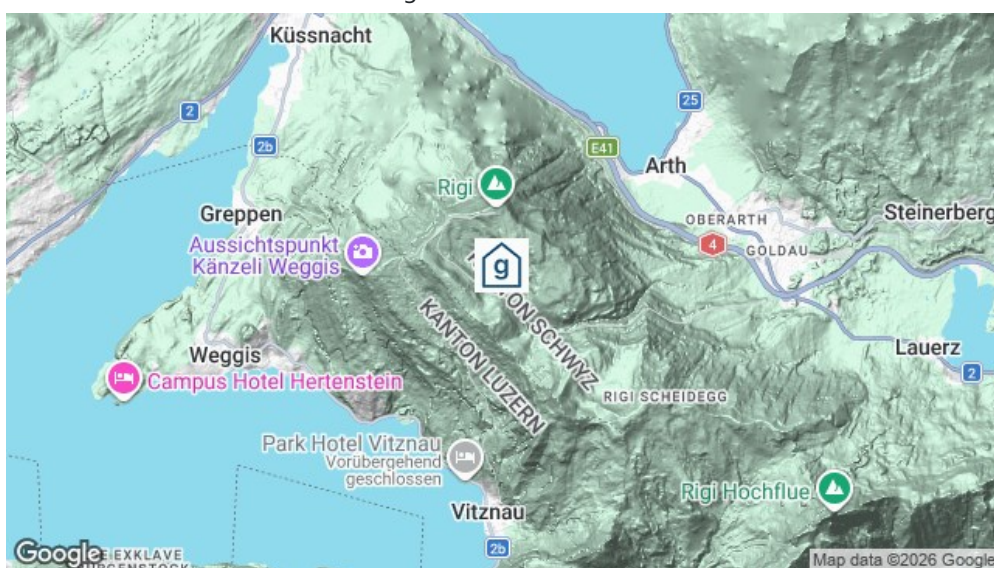 Küssnacht
25
2
2b
E41
Arth
Rigi
Greppen
OBERARTH
Steinerberg
Aussichtspunkt
Känzeli Weggis
4
GOLDAU
g
KANTON LUZERN
TON SCHWYZ
Weggis
Lauerz
2
Campus Hotel Hertenstein
RIGI SCHEIDEGG
Park Hotel Vitznau
Vorübergehend
geschlossen
Rigi Hochflue
Vitznau
2b
Google
E EXKLAVE
Map data ©2026 Google